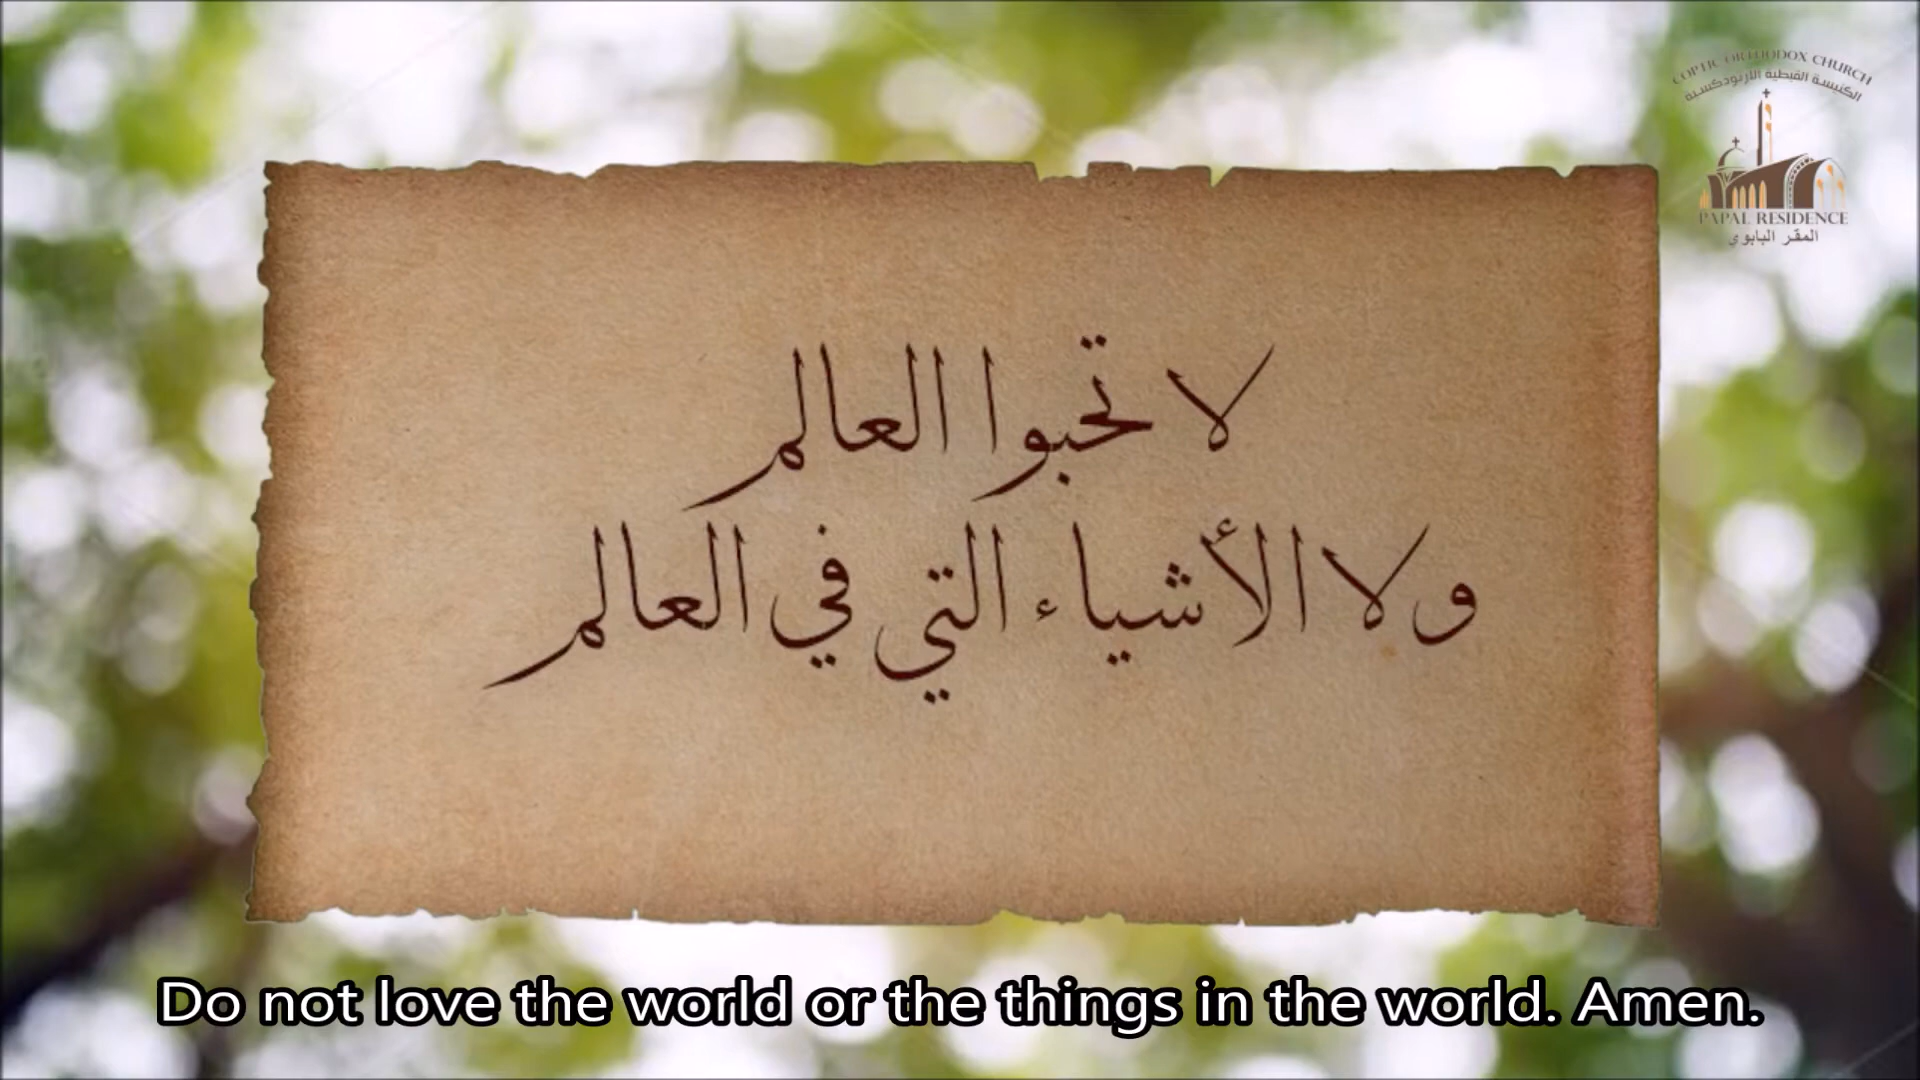 COPTIC ORTHODOX CHURCH
الكنيسة القبطية الأرثوذكسية
PAPAL RESIDENCE
المقر البابوي
لا تحبوا العالم
ولا الأشياء التي في العالم
Do not love the world or the things in the world. Amen.